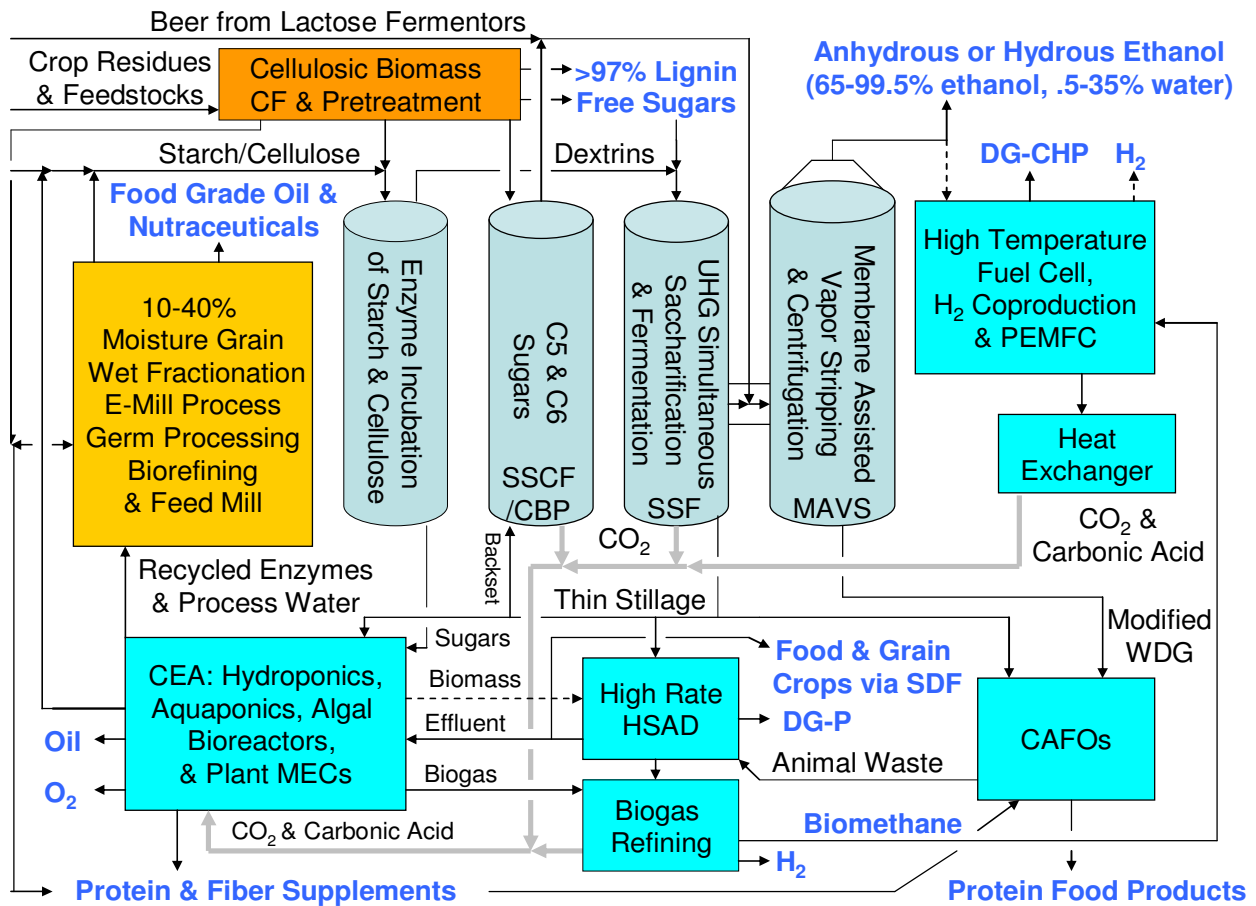 Beer from Lactose Fermentors
Crop Residues
& Feedstocks
Cellulosic Biomass
CF & Pretreatment
>97% Lignin
Free Sugars
Anhydrous or Hydrous Ethanol
(65-99.5% ethanol, .5-35% water)
Starch/Cellulose
Dextrins
DG-CHP
H2
Food Grade Oil &
Nutraceuticals
10-40%
Moisture Grain
Wet Fractionation
E-Mill Process
Germ Processing
Biorefining
& Feed Mill
Enzyme Incubation
of Starch & Cellulose
C5 & C6
Sugars
SSCF
/CBP
UHG Simultaneous
Saccharification
& Fermentation
SSF
Membrane Assisted
Vapor Stripping
& Centrifugation
MAVS
High Temperature
Fuel Cell,
H2 Coproduction
& PEMFC
Heat
Exchanger
CO2 &
Carbonic Acid
CO2
Backset
Recycled Enzymes
& Process Water
Thin Stillage
Modified
WDG
Sugars
CEA: Hydroponics,
Aquaponics, Algal
Bioreactors,
& Plant MECs
Biomass
Effluent
Biogas
High Rate
HSAD
Food & Grain
Crops via SDF
DG-P
CAFOs
Oil
O2
Animal Waste
Biogas
Refining
CO2 & Carbonic Acid
Biomethane
H2
Protein & Fiber Supplements
Protein Food Products